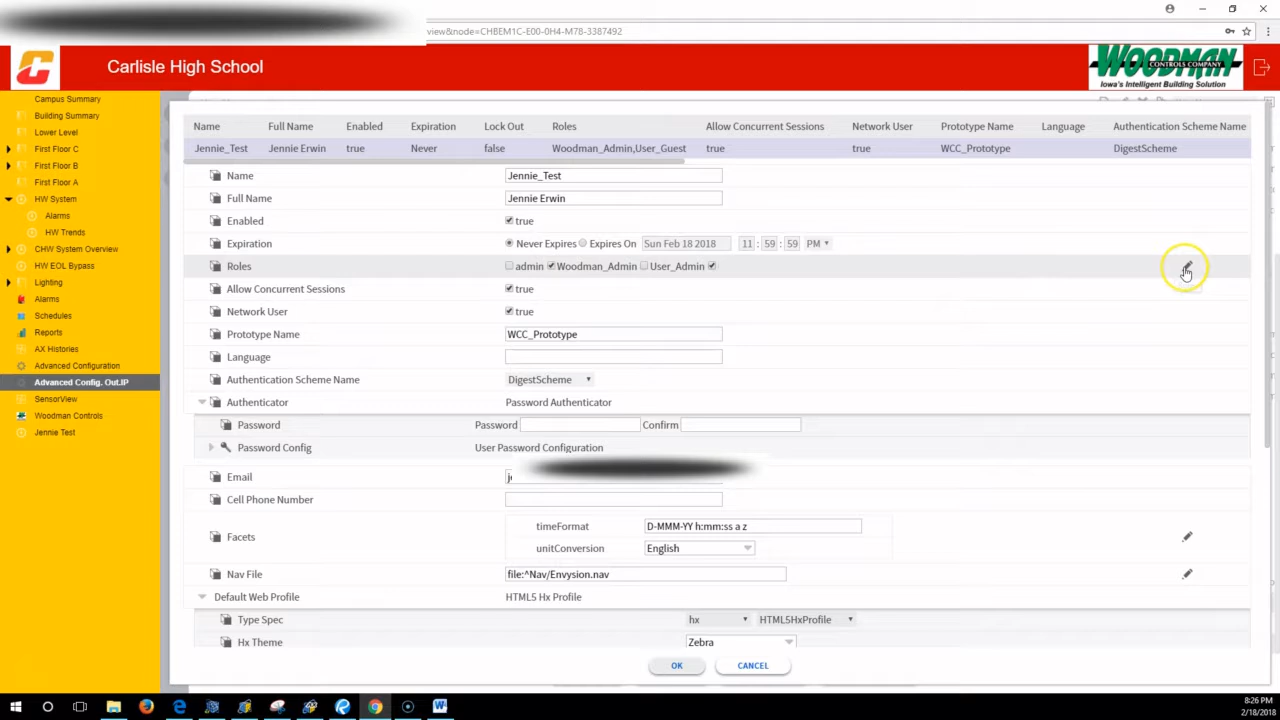 view&node=CHBEM1C-E00-0H4-M78-3387492
Carlisle High School
WOODMAN
CONTROLS COMPANY
Iowa's Intelligent Building Solution
Campus Summary
Building Summary
Lower Level
First Floor C
First Floor B
First Floor A
HW System
Alarms
HW Trends
CHW System Overview
HW EOL Bypass
Lighting
Alarms
Schedules
Reports
AX Histories
Advanced Configuration
Advanced Config. Out.IP
SensorView
Woodman Controls
Jennie Test
Name Full Name Enabled Expiration Lock Out Roles Allow Concurrent Sessions Network User Prototype Name Language Authentication Scheme Name
Jennie_Test Jennie Erwin true Never false Woodman_Admin,User_Guest true true WCC_Prototype DigestScheme
Name Jennie_Test
Full Name Jennie Erwin
Enabled true
Expiration Never Expires Expires On Sun Feb 18 2018 11 : 59 : 59 PM
Roles admin Woodman_Admin User_Admin
Allow Concurrent Sessions true
Network User true
Prototype Name WCC_Prototype
Language
Authentication Scheme Name DigestScheme
Authenticator Password Authenticator
Password Password Confirm
Password Config User Password Configuration
Email
Cell Phone Number
Facets timeFormat D-MMM-YY h:mm:ss a z
unitConversion English
Nav File file:^Nav/Envysion.nav
Default Web Profile HTML5 Hx Profile
Type Spec hx HTML5HxProfile
Hx Theme Zebra
OK CANCEL
8:26 PM
2/18/2018